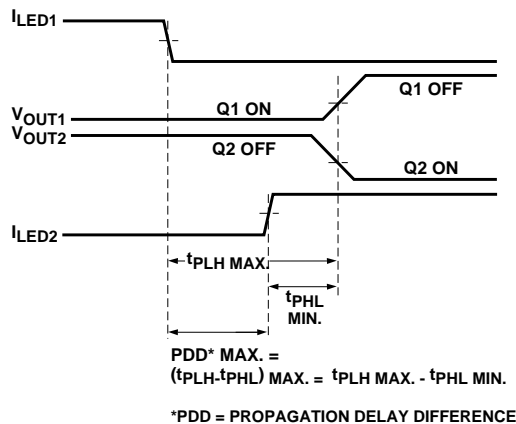 ILED1
Q1 OFF
VOUT1
Q1 ON
VOUT2
Q2 OFF
Q2 ON
ILED2
tPLH MAX.
tPHL
MIN.
PDD* MAX. =
(tPLH-tPHL) MAX. = tPLH MAX. - tPHL MIN.
*PDD = PROPAGATION DELAY DIFFERENCE